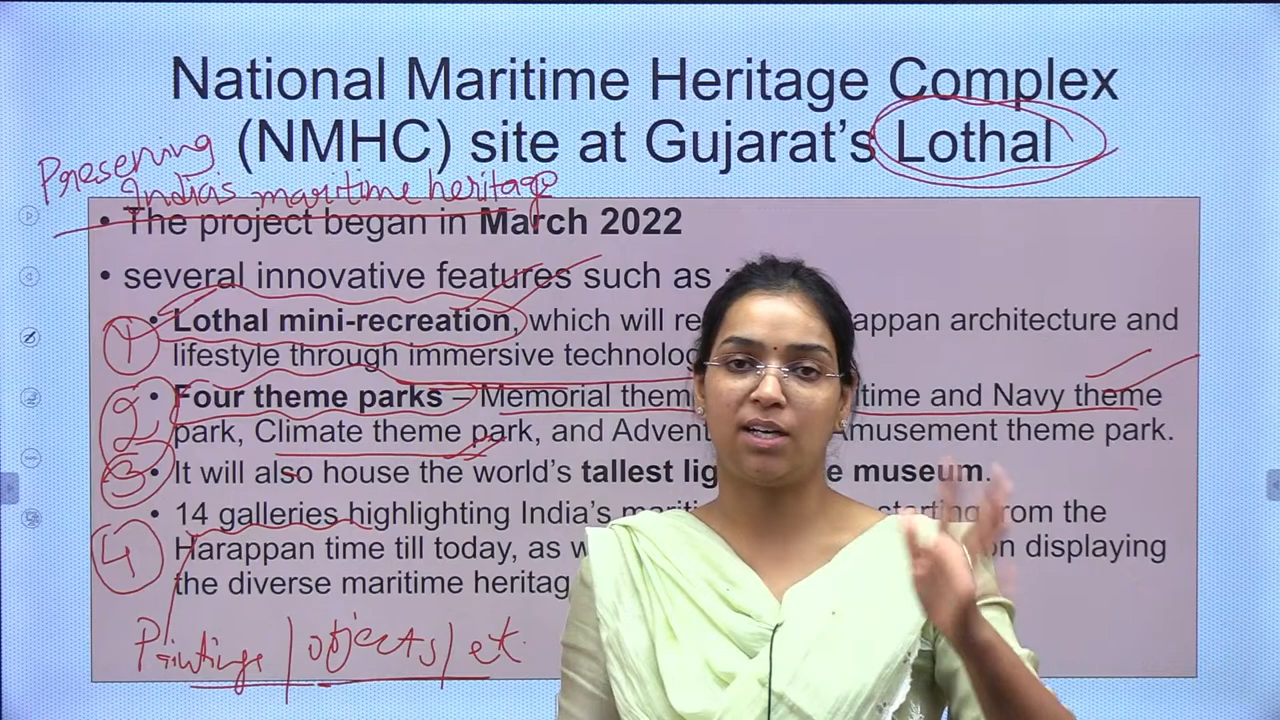 National Maritime Heritage Complex
(NMHC) site at Gujarat's Lothal
Preserving
India's maritime heritage
• The project began in March 2022
• several innovative features such as :
1
• Lothal mini-recreation, which will re appan architecture and
lifestyle through immersive technolog
2
• Four theme parks – Memorial them time and Navy theme
park, Climate theme park, and Advent Amusement theme park.
3
• It will also house the world's tallest lig e museum.
4
• 14 galleries highlighting India's mariti starting from the
Harappan time till today, as w on displaying
the diverse maritime heritag
Paintings | objects | etc